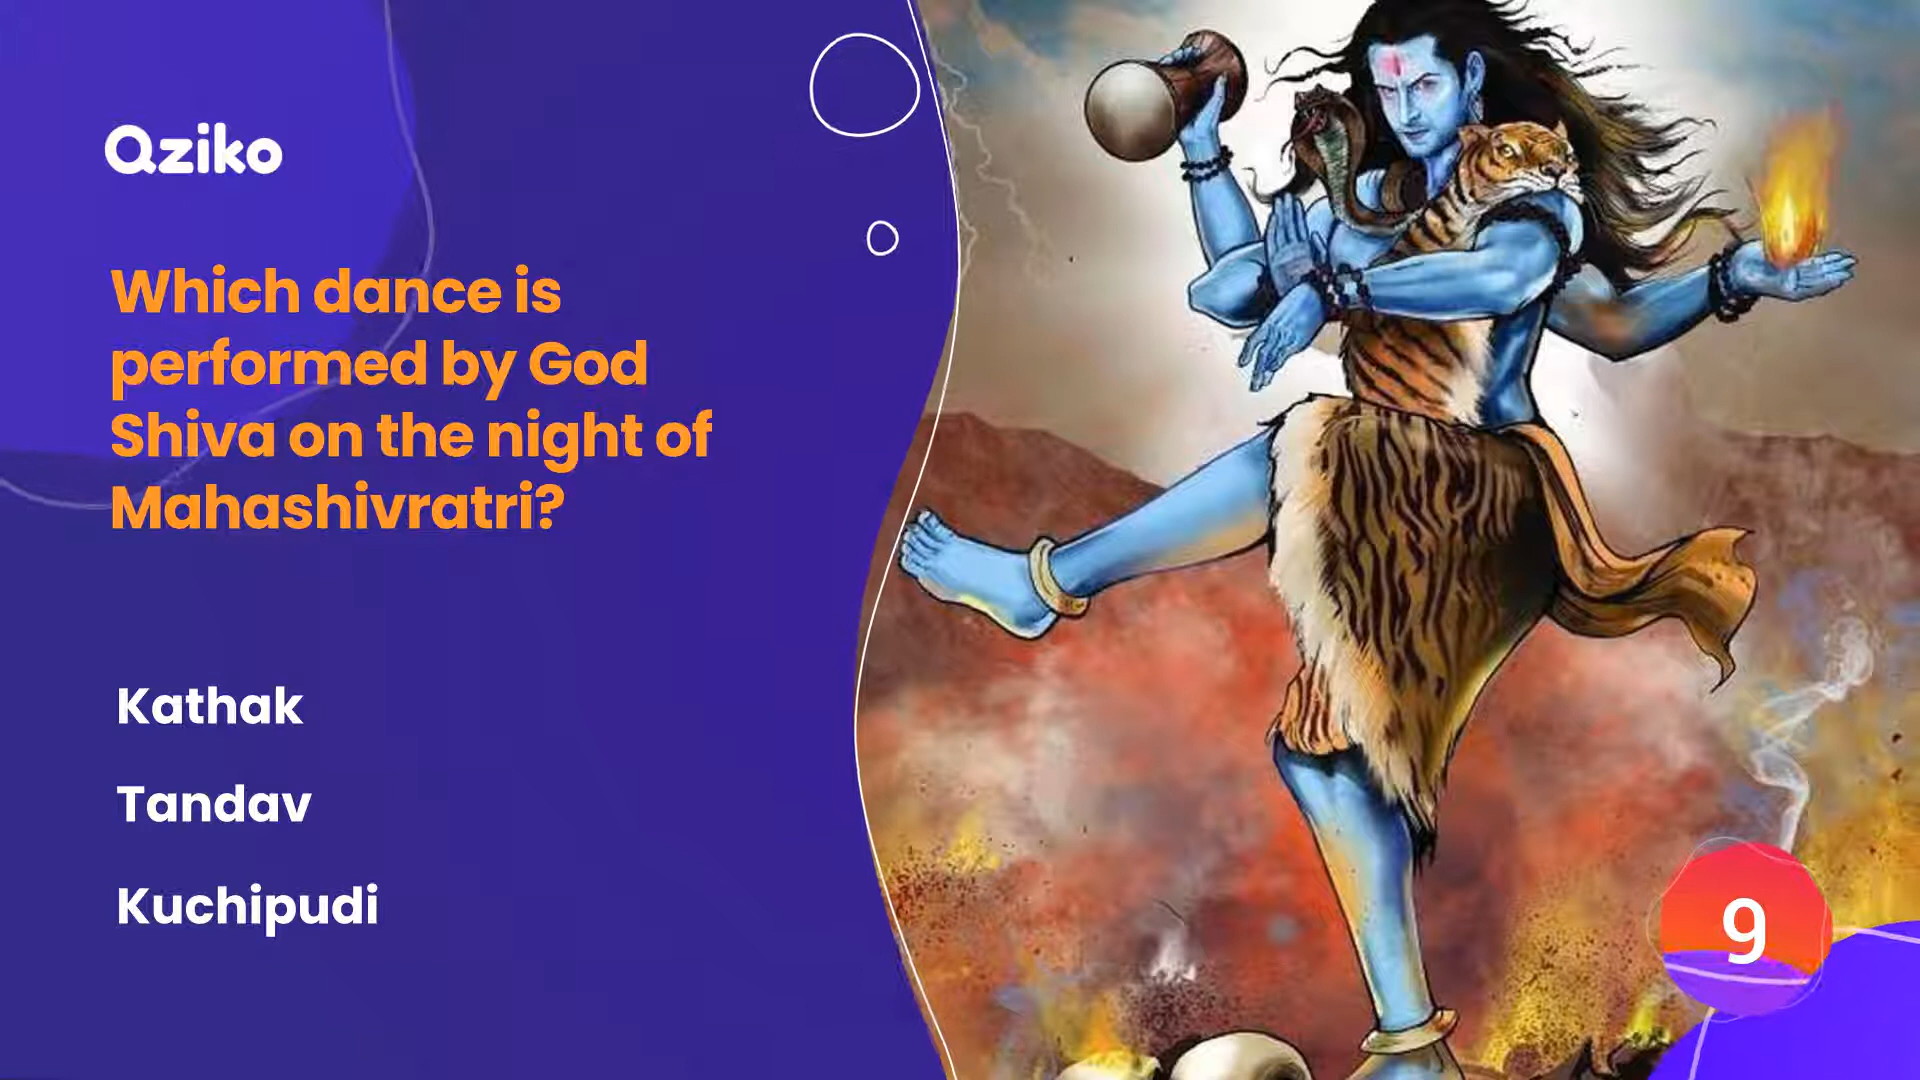 Qziko
Which dance is
performed by God
Shiva on the night of
Mahashivratri?
Kathak
Tandav
Kuchipudi
9